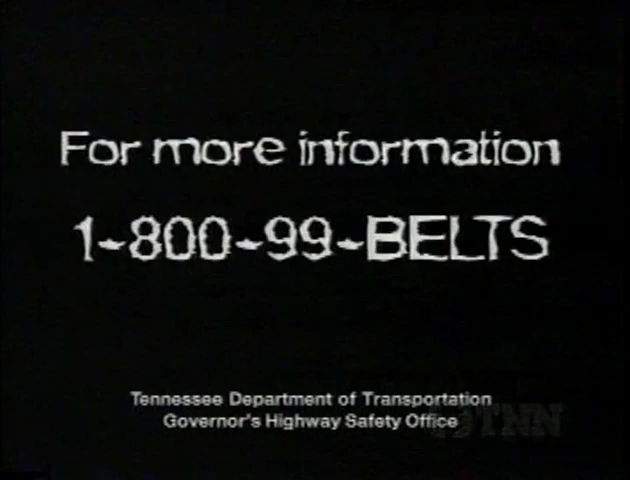 For more information
1-800-99-BELTS
Tennessee Department of Transportation
Governor's Highway Safety Office
TNN